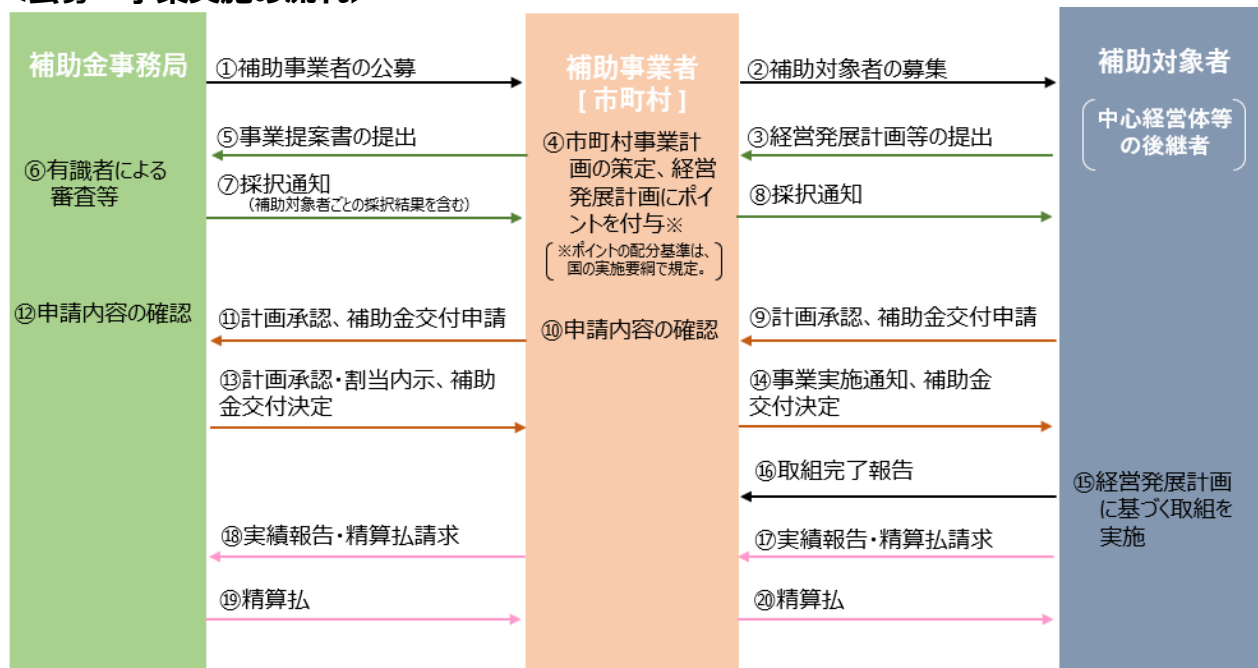 補助金事務局
①補助事業者の公募
補助事業者
[ 市町村 ]
②補助対象者の募集
補助対象者
中心経営体等
の後継者
⑤事業提案書の提出
④市町村事業計
画の策定、経営
発展計画にポイ
ントを付与※
※ポイントの配分基準は、
国の実施要綱で規定。
③経営発展計画等の提出
⑥有識者による
審査等
⑦採択通知
(補助対象者ごとの採択結果を含む)
⑧採択通知
⑫申請内容の確認
⑪計画承認、補助金交付申請
⑩申請内容の確認
⑨計画承認、補助金交付申請
⑬計画承認・割当内示、補助
金交付決定
⑭事業実施通知、補助金
交付決定
⑯取組完了報告
⑮経営発展計画
に基づく取組を
実施
⑱実績報告・精算払請求
⑰実績報告・精算払請求
⑲精算払
⑳精算払